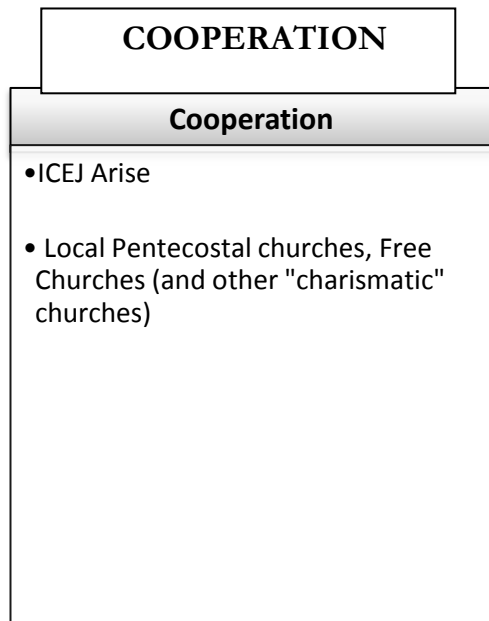 COOPERATION
Cooperation
•ICEJ Arise
• Local Pentecostal churches, Free
Churches (and other "charismatic"
churches)